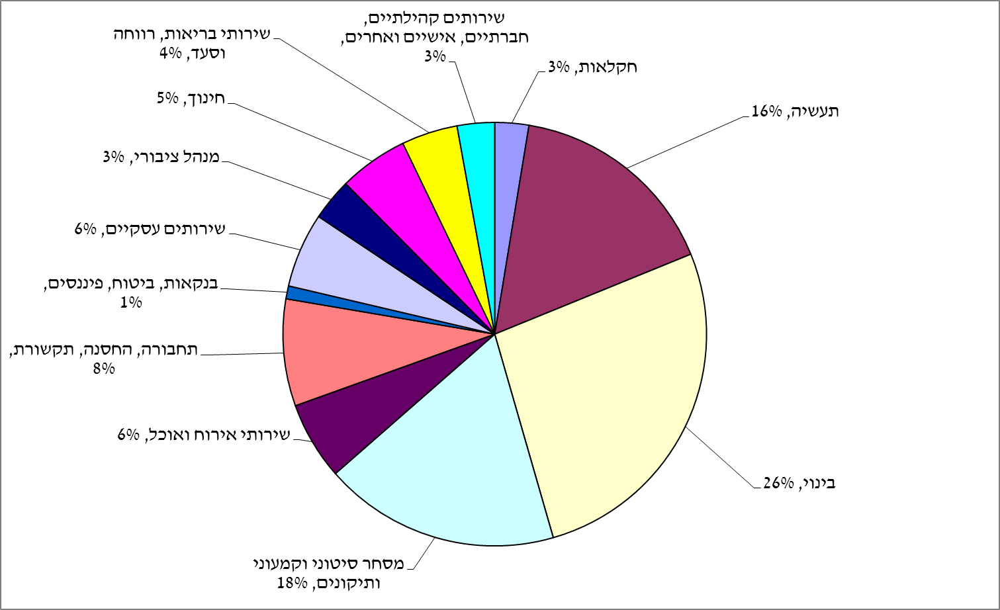 שירותים קהילתיים,
חברתיים, אישיים ואחרים,
3%
חקלאות, 3%
תעשיה, 16%
בינוי, 26%
מסחר סיטוני וקמעוני
ותיקונים, 18%
שירותי אירוח ואוכל, 6%
תחבורה, החסנה, תקשורת,
8%
בנקאות, ביטוח, פיננסים,
1%
שירותים עסקיים, 6%
מנהל ציבורי, 3%
חינוך, 5%
שירותי בריאות, רווחה
וסעד, 4%